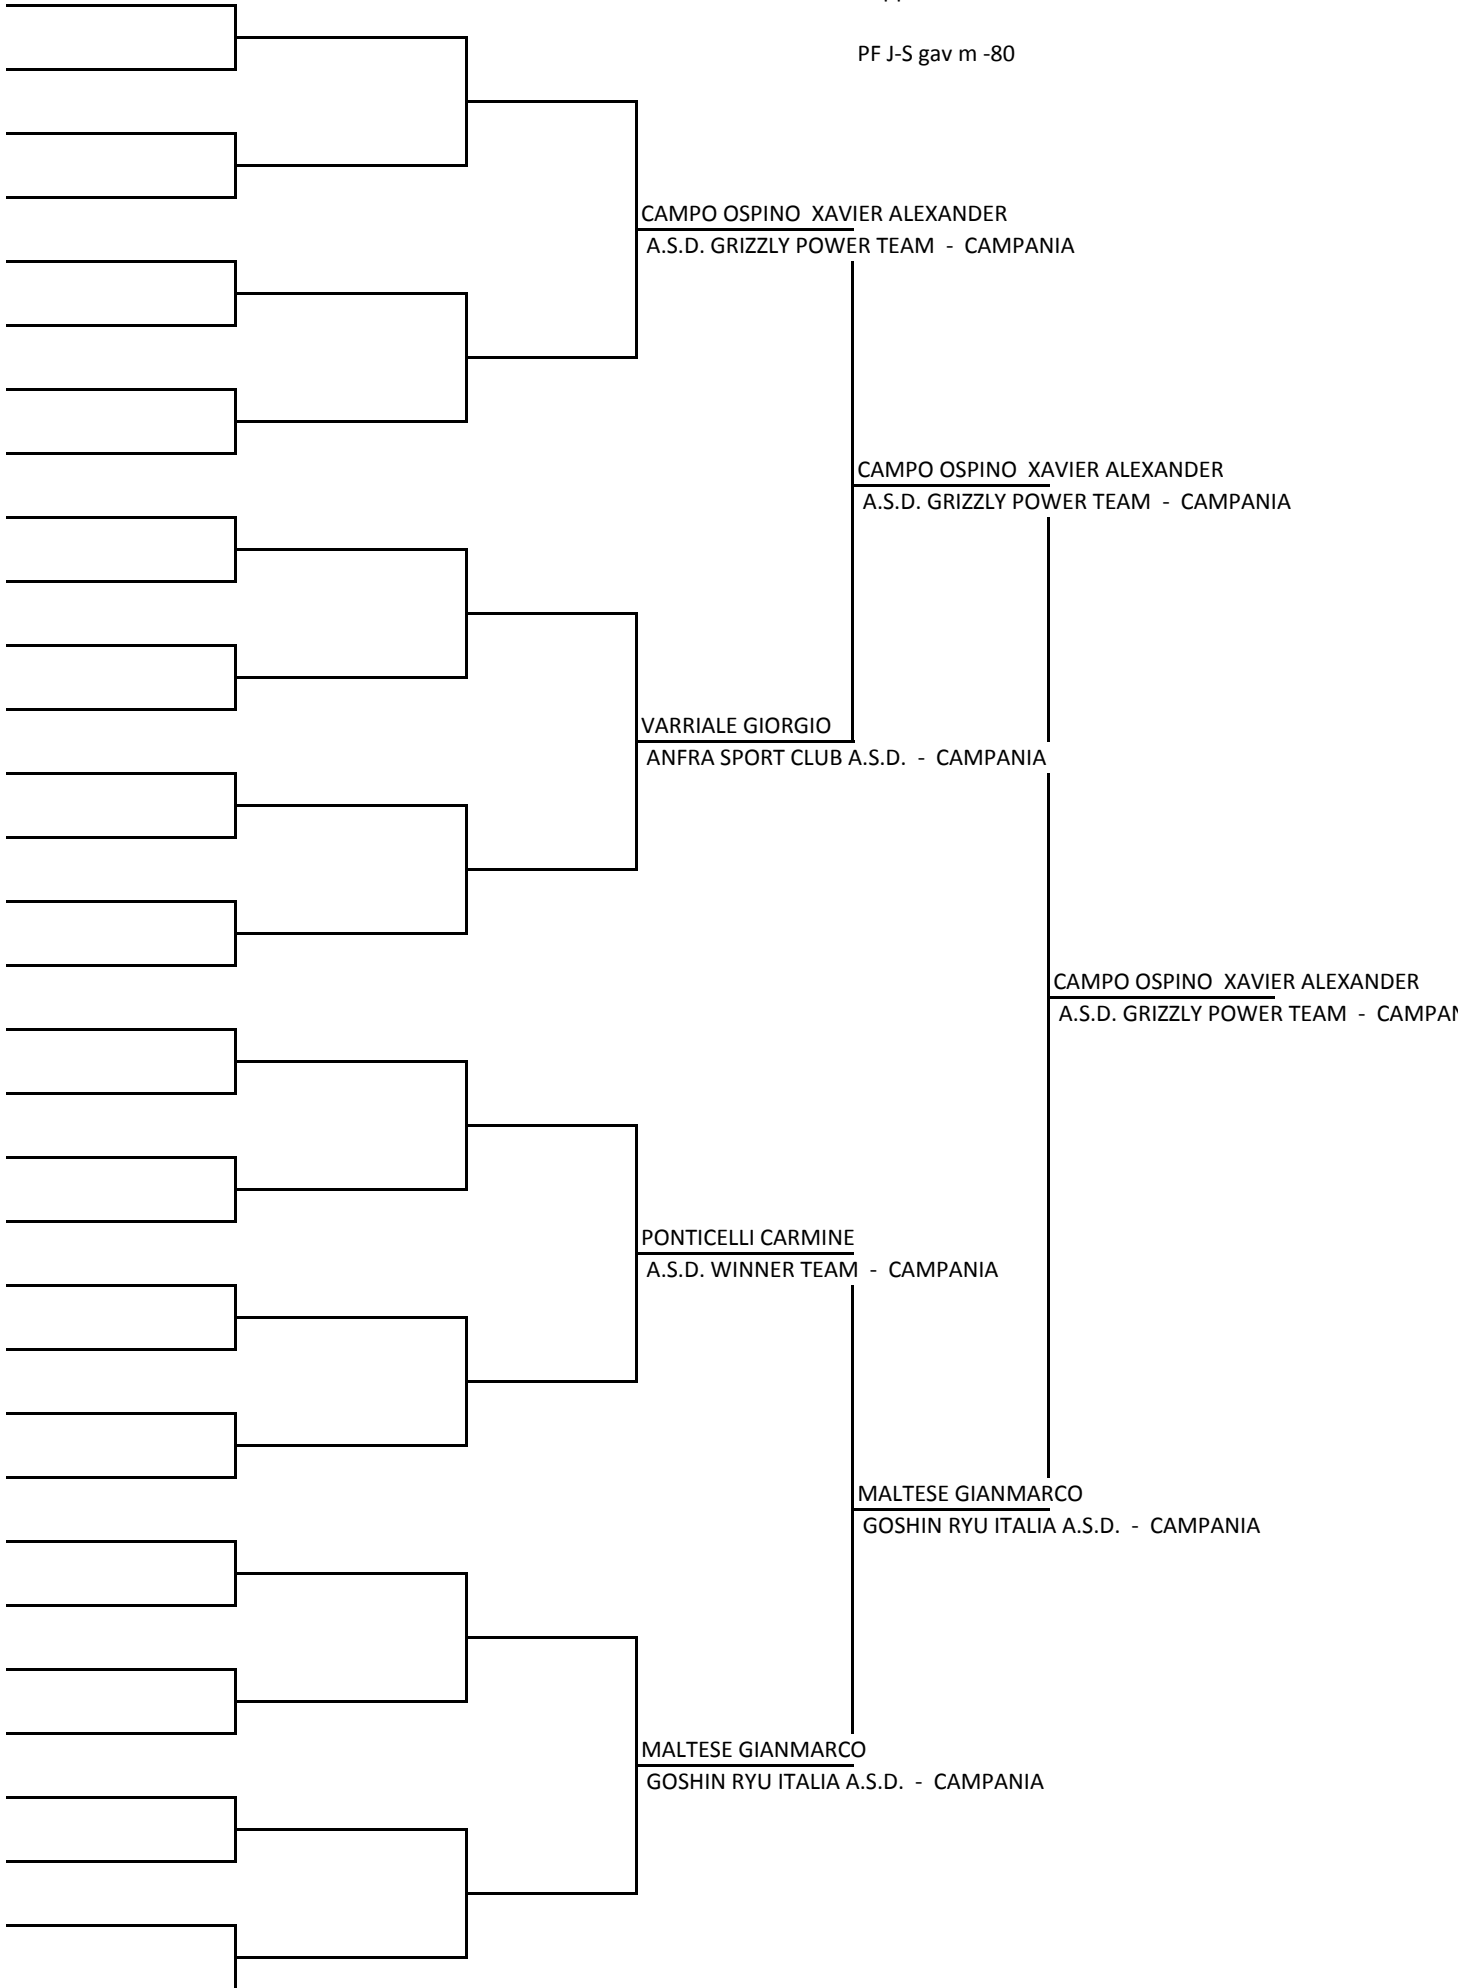 PF J-S gav m -80
CAMPO OSPINO  XAVIER ALEXANDER
A.S.D. GRIZZLY POWER TEAM  -  CAMPANIA
CAMPO OSPINO  XAVIER ALEXANDER
A.S.D. GRIZZLY POWER TEAM  -  CAMPANIA
VARRIALE GIORGIO
ANFRA SPORT CLUB A.S.D.  -  CAMPANIA
CAMPO OSPINO  XAVIER ALEXANDER
A.S.D. GRIZZLY POWER TEAM  -  CAMPAN
PONTICELLI CARMINE
A.S.D. WINNER TEAM  -  CAMPANIA
MALTESE GIANMARCO
GOSHIN RYU ITALIA A.S.D.  -  CAMPANIA
MALTESE GIANMARCO
GOSHIN RYU ITALIA A.S.D.  -  CAMPANIA